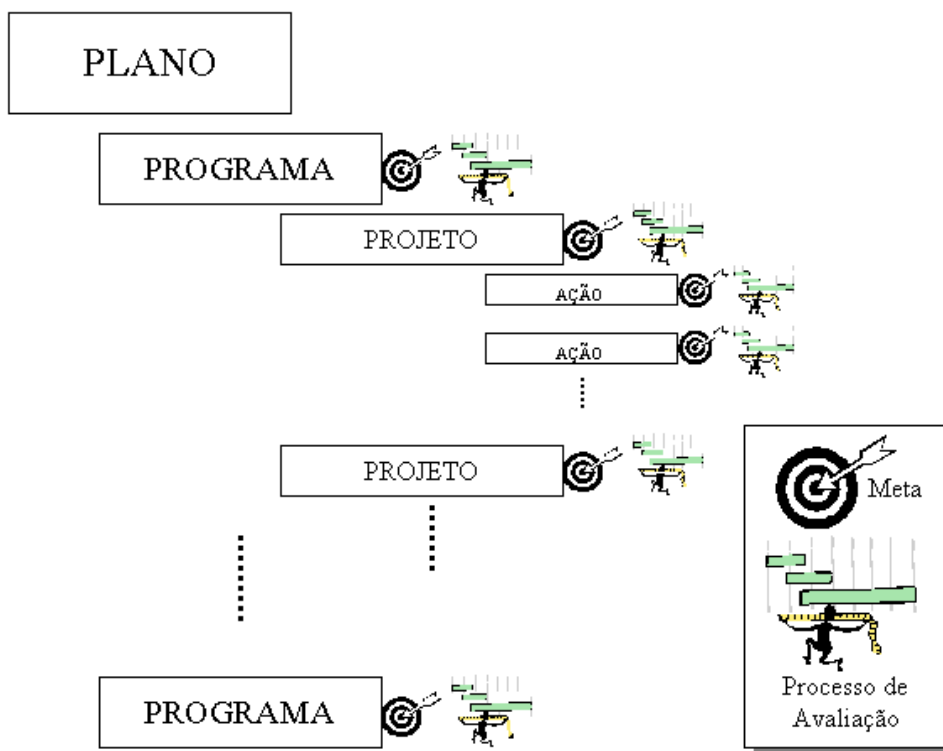 PLANO
PROGRAMA
PROJETO
AÇÃO
AÇÃO
PROJETO
Meta
Processo de
Avaliação
PROGRAMA